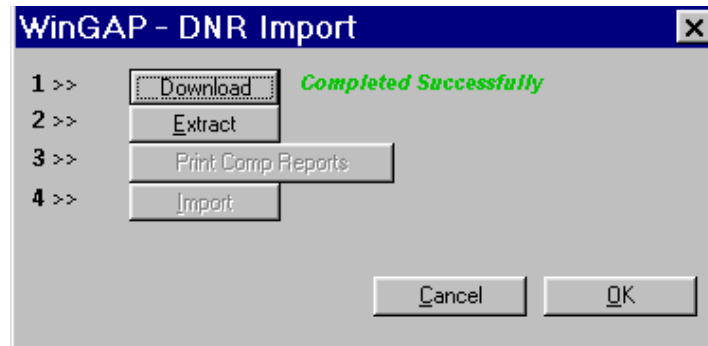 WinGAP - DNR Import
1 >> Download Completed Successfully
2 >> Extract
3 >> Print Comp Reports
4 >> Import
Cancel OK